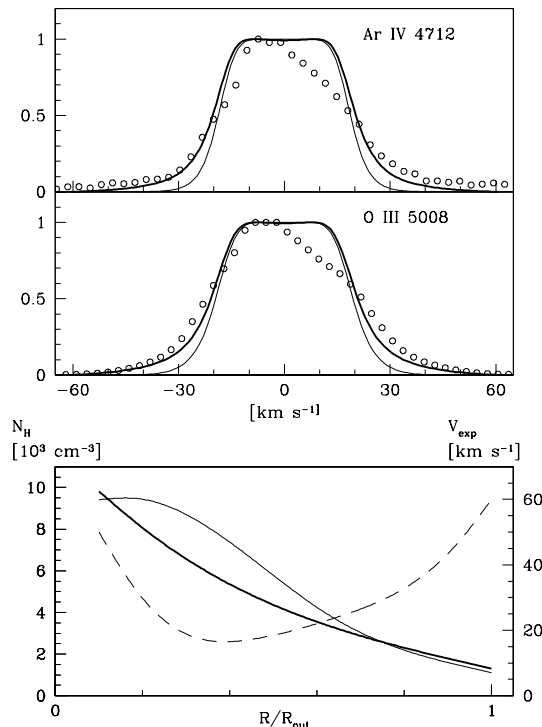 Ar IV 4712
1
0.5
0
O III 5008
1
0.5
0
-60 -30 0 30 60
[km s⁻¹]
N_H V_exp
[10³ cm⁻³] [km s⁻¹]
10
8
6
4
2
0
60
40
20
0
0 1
R/R_out